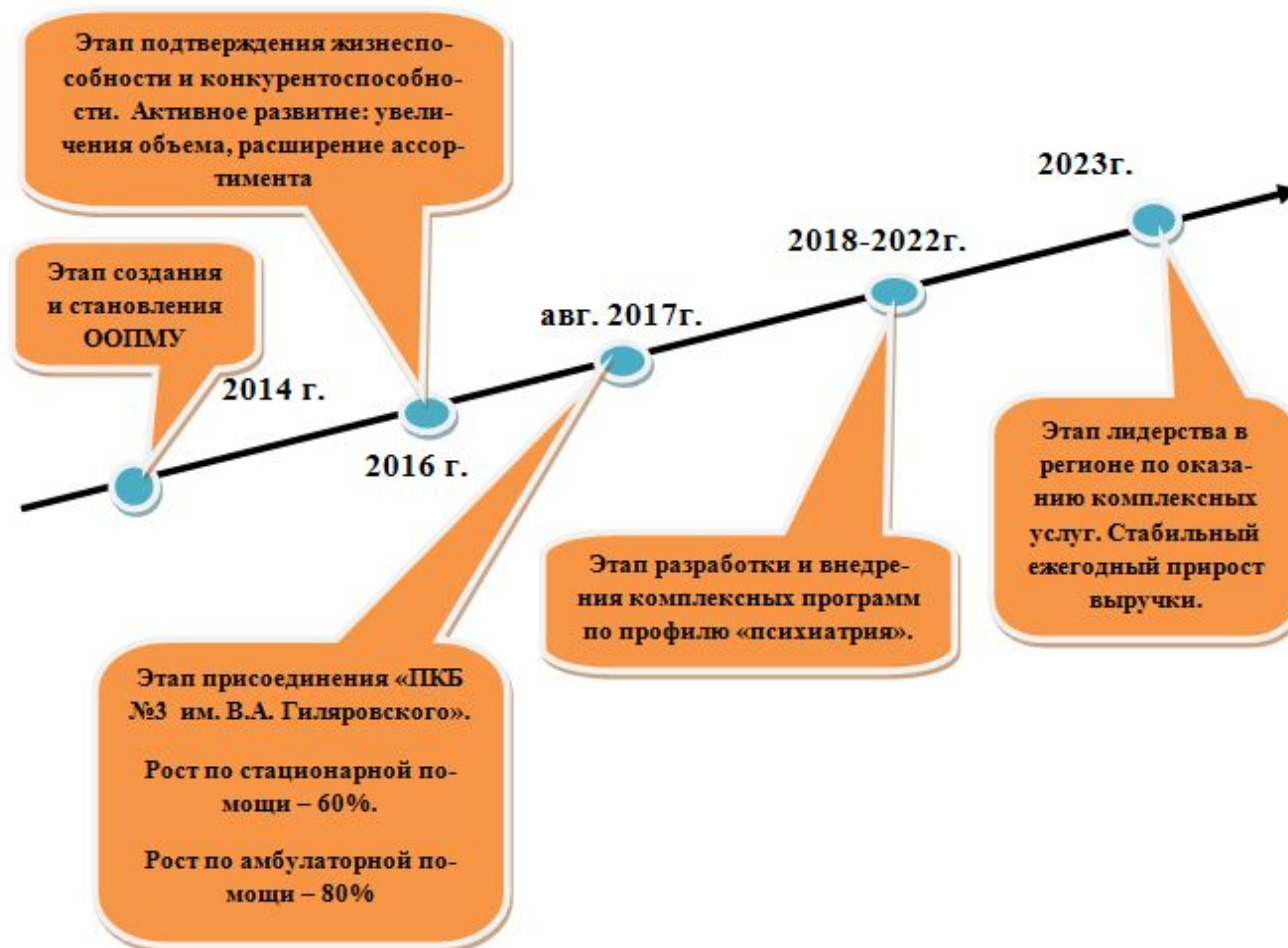 Этап подтверждения жизнеспо-
собности и конкурентоспособно-
сти. Активное развитие: увели-
чения объема, расширение ассор-
тимента
Этап создания
и становления
ООПМУ
2014 г.
2016 г.
авг. 2017г.
2018-2022г.
2023г.
Этап присоединения «ПКБ
№3 им. В.А. Гиляровского».
Рост по стационарной по-
мощи – 60%.
Рост по амбулаторной по-
мощи – 80%
Этап разработки и внедре-
ния комплексных программ
по профилю «психиатрия».
Этап лидерства в
регионе по оказа-
нию комплексных
услуг. Стабильный
ежегодный прирост
выручки.